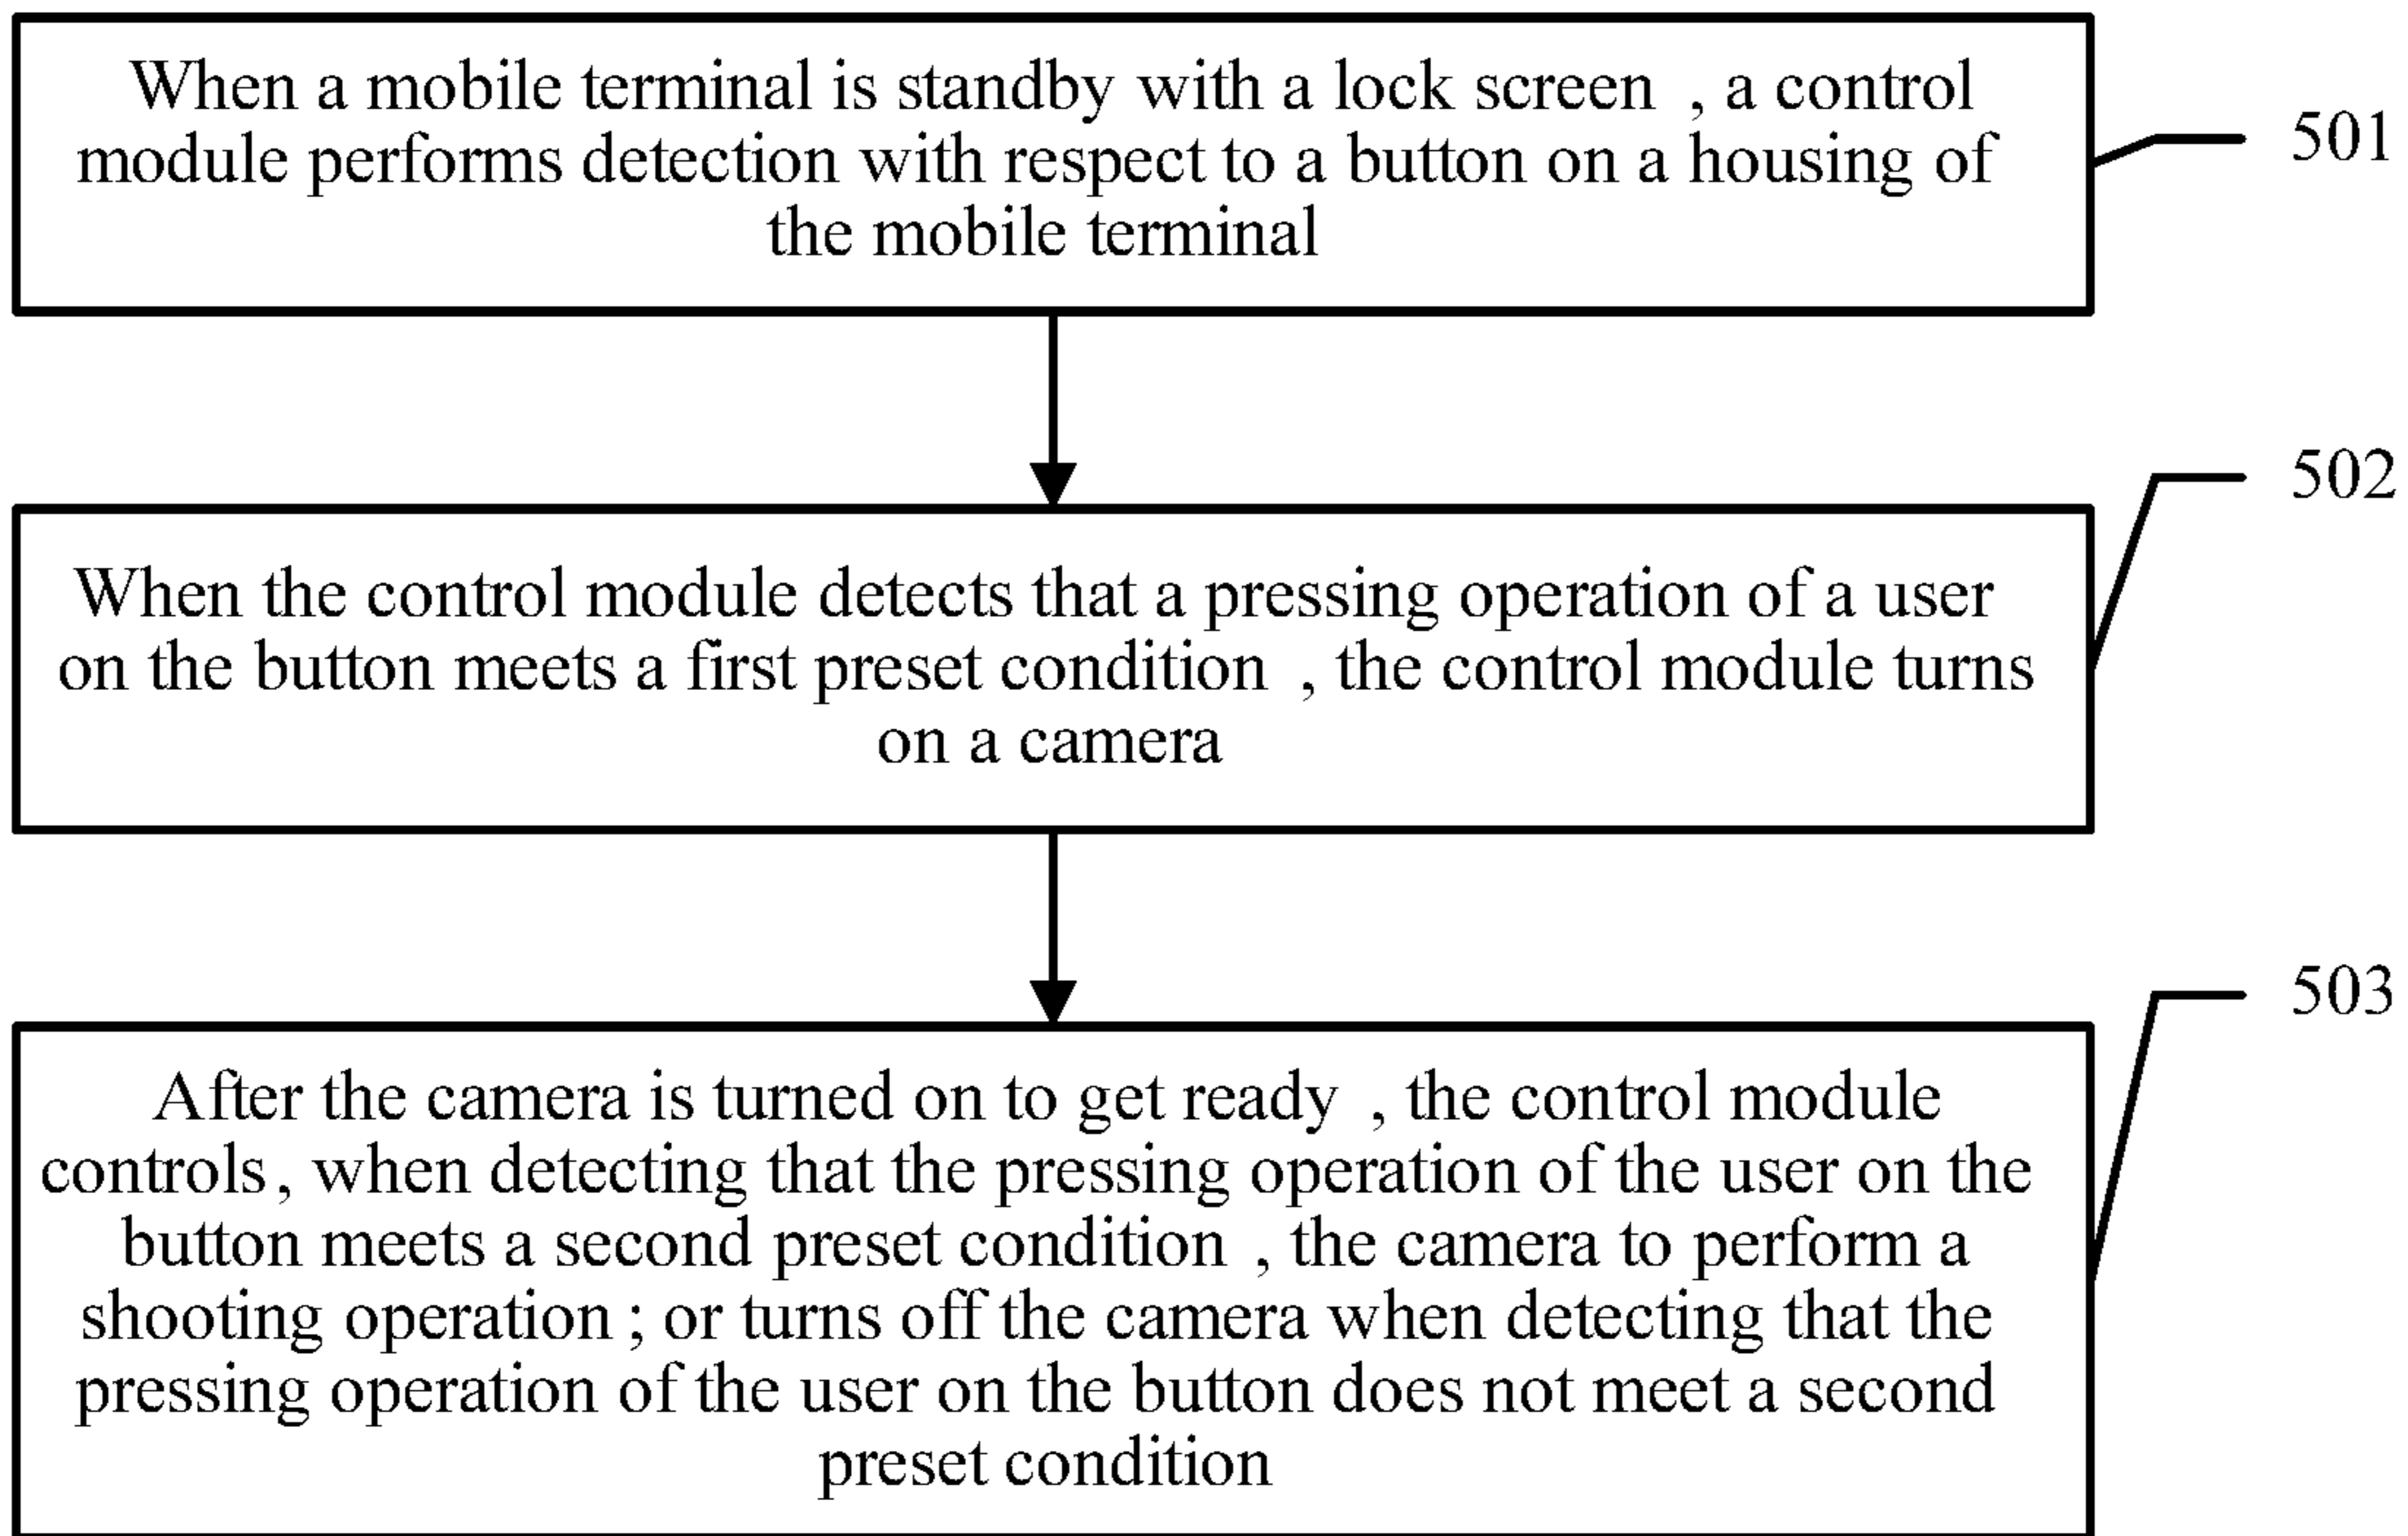 When a mobile terminal is standby with a lock screen , a control
module performs detection with respect to a button on a housing of
the mobile terminal
501
When the control module detects that a pressing operation of a user
on the button meets a first preset condition , the control module turns
on a camera
502
After the camera is turned on to get ready , the control module
controls, when detecting that the pressing operation of the user on the
button meets a second preset condition , the camera to perform a
shooting operation ; or turns off the camera when detecting that the
pressing operation of the user on the button does not meet a second
preset condition
503